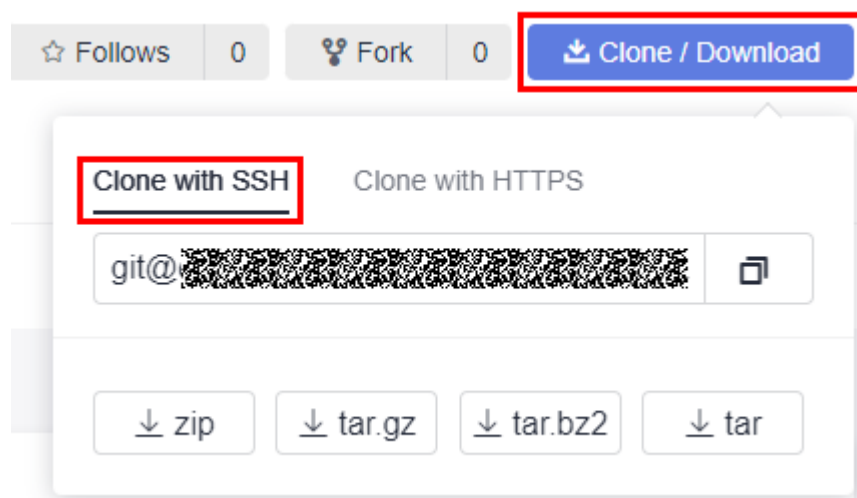 Follows 0 Fork 0 Clone / Download
Clone with SSH Clone with HTTPS
git@
zip tar.gz tar.bz2 tar